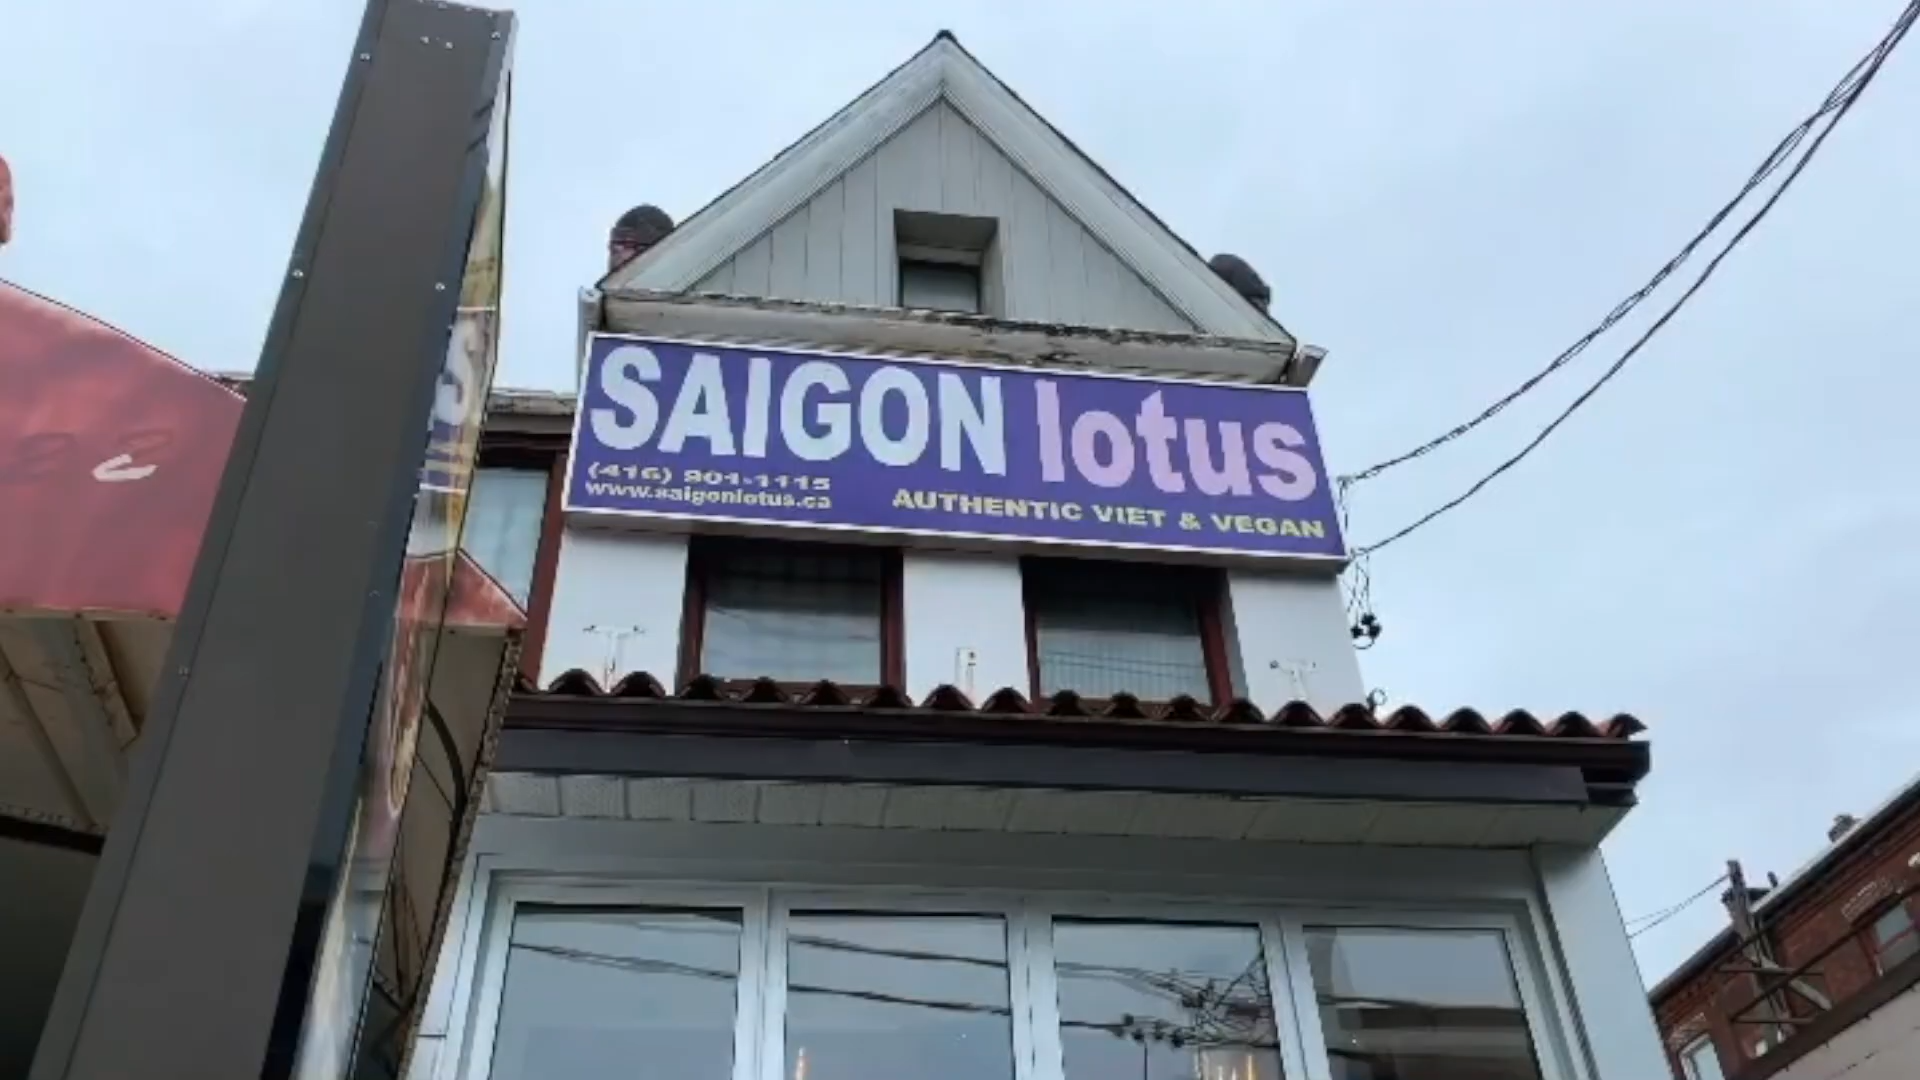 SAIGON lotus
(416) 901-1115
www.saigonlotus.ca
AUTHENTIC VIET & VEGAN